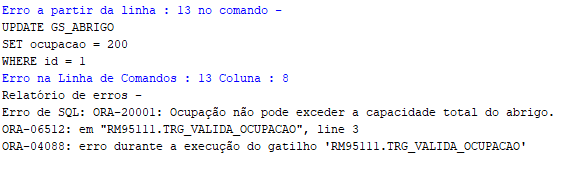 Erro a partir da linha : 13 no comando -
UPDATE GS_ABRIGO
SET ocupacao = 200
WHERE id = 1
Erro na Linha de Comandos : 13 Coluna : 8
Relatório de erros -
Erro de SQL: ORA-20001: Ocupação não pode exceder a capacidade total do abrigo.
ORA-06512: em "RM95111.TRG_VALIDA_OCUPACAO", line 3
ORA-04088: erro durante a execução do gatilho 'RM95111.TRG_VALIDA_OCUPACAO'